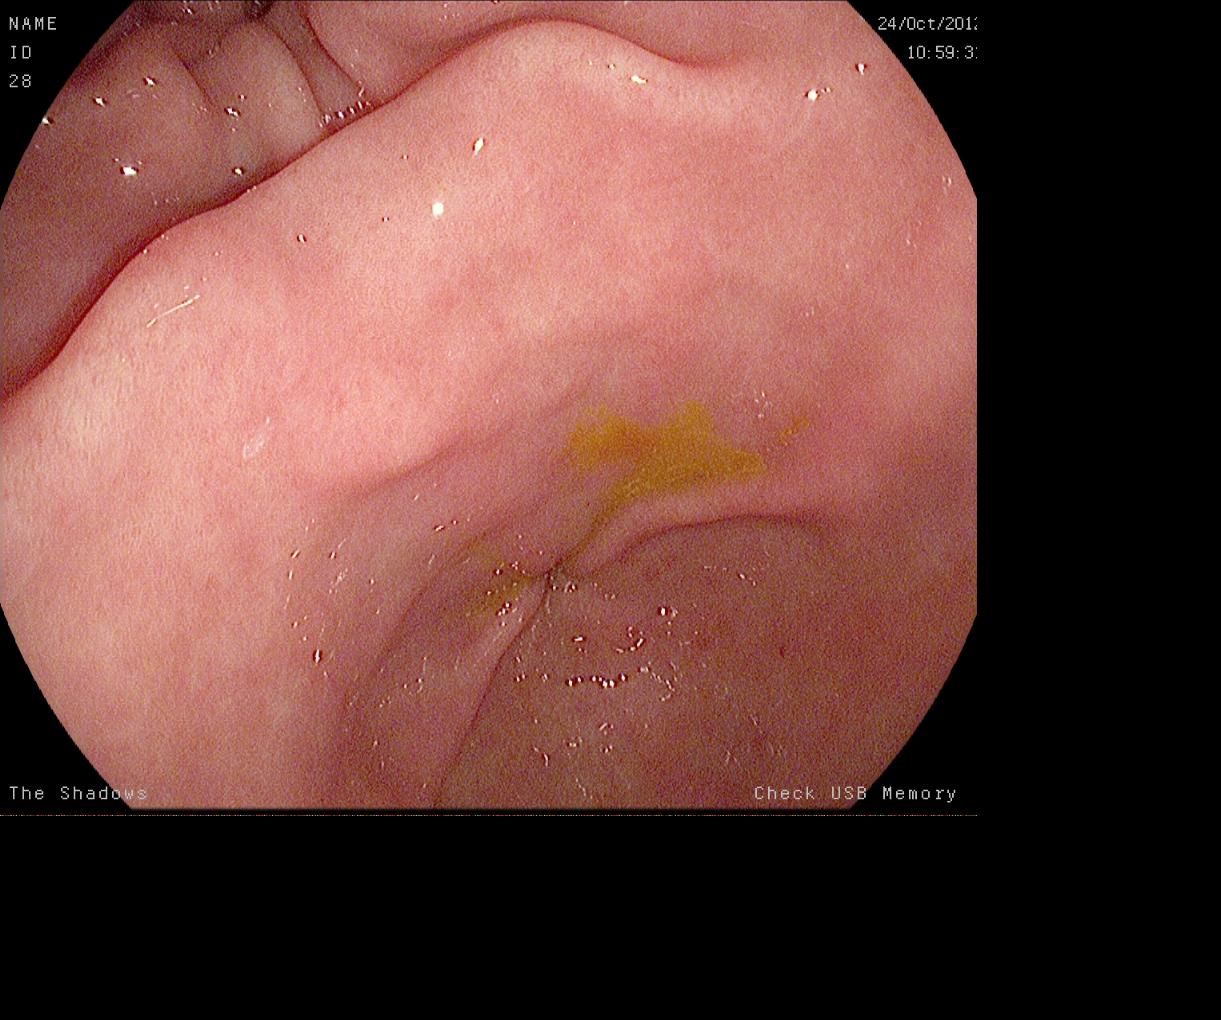 NAME
ID
28
24/Oct/201
10:59:3
The Shadows
Check USB Memory